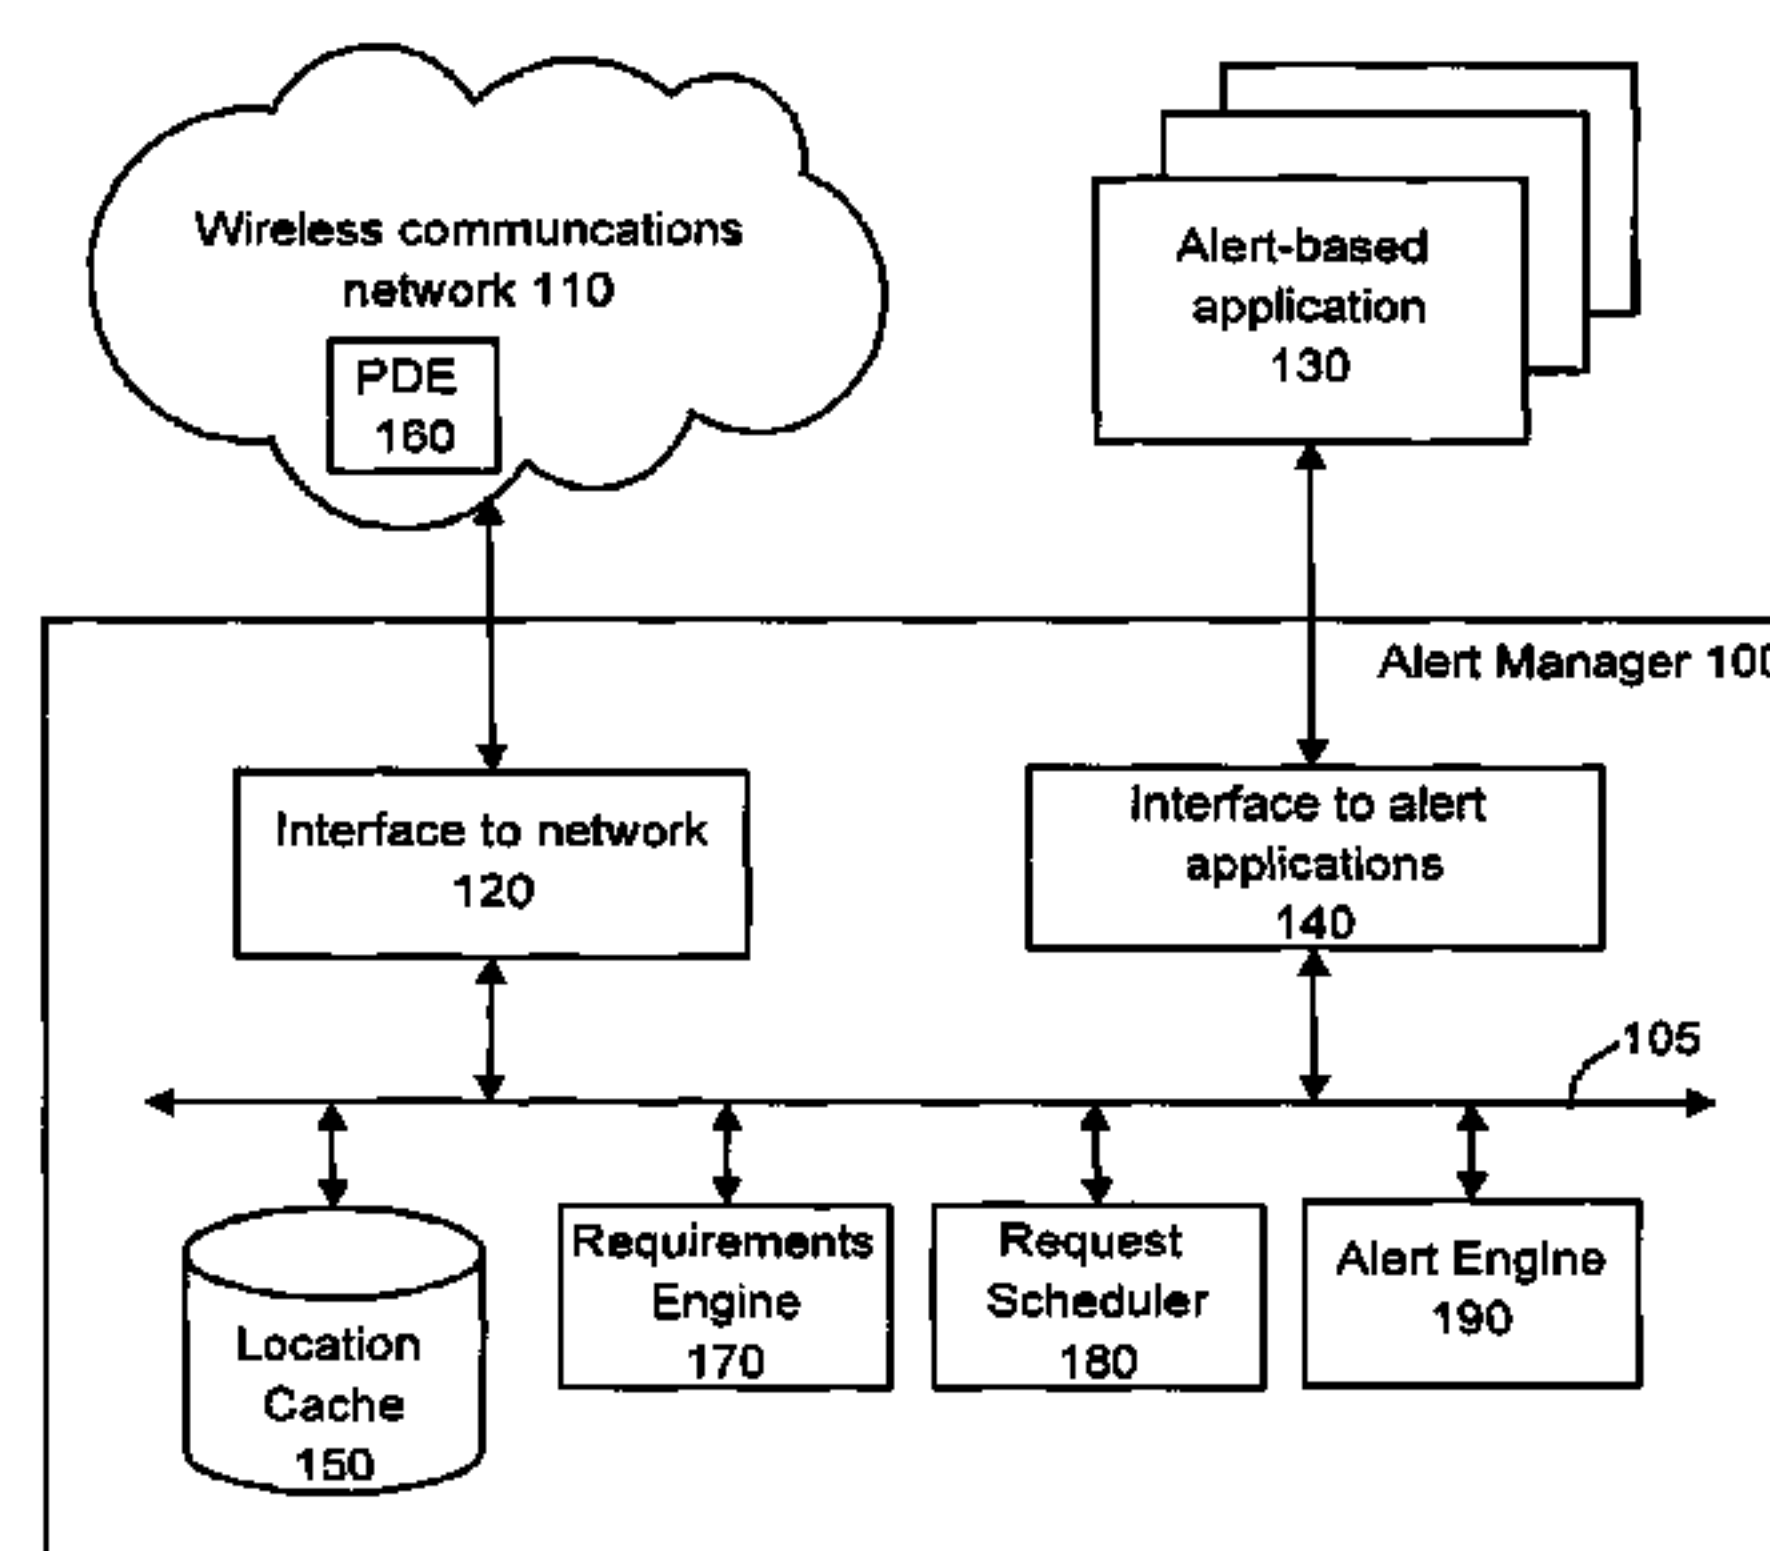 Wireless communcations
network 110
PDE
160
Alert-based
application
130
Alert Manager 100
Interface to network
120
Interface to alert
applications
140
105
Location
Cache
150
Requirements
Engine
170
Request
Scheduler
180
Alert Engine
190